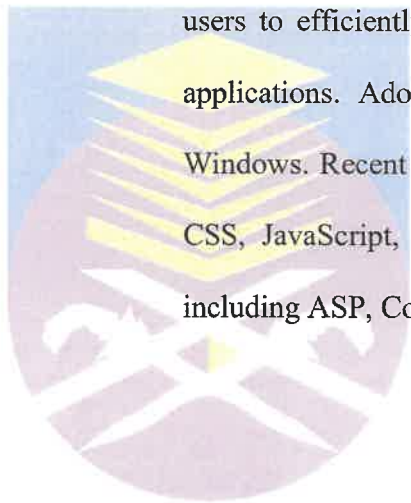 users to efficientl
applications. Ado
Windows. Recent
CSS, JavaScript,
including ASP, Co